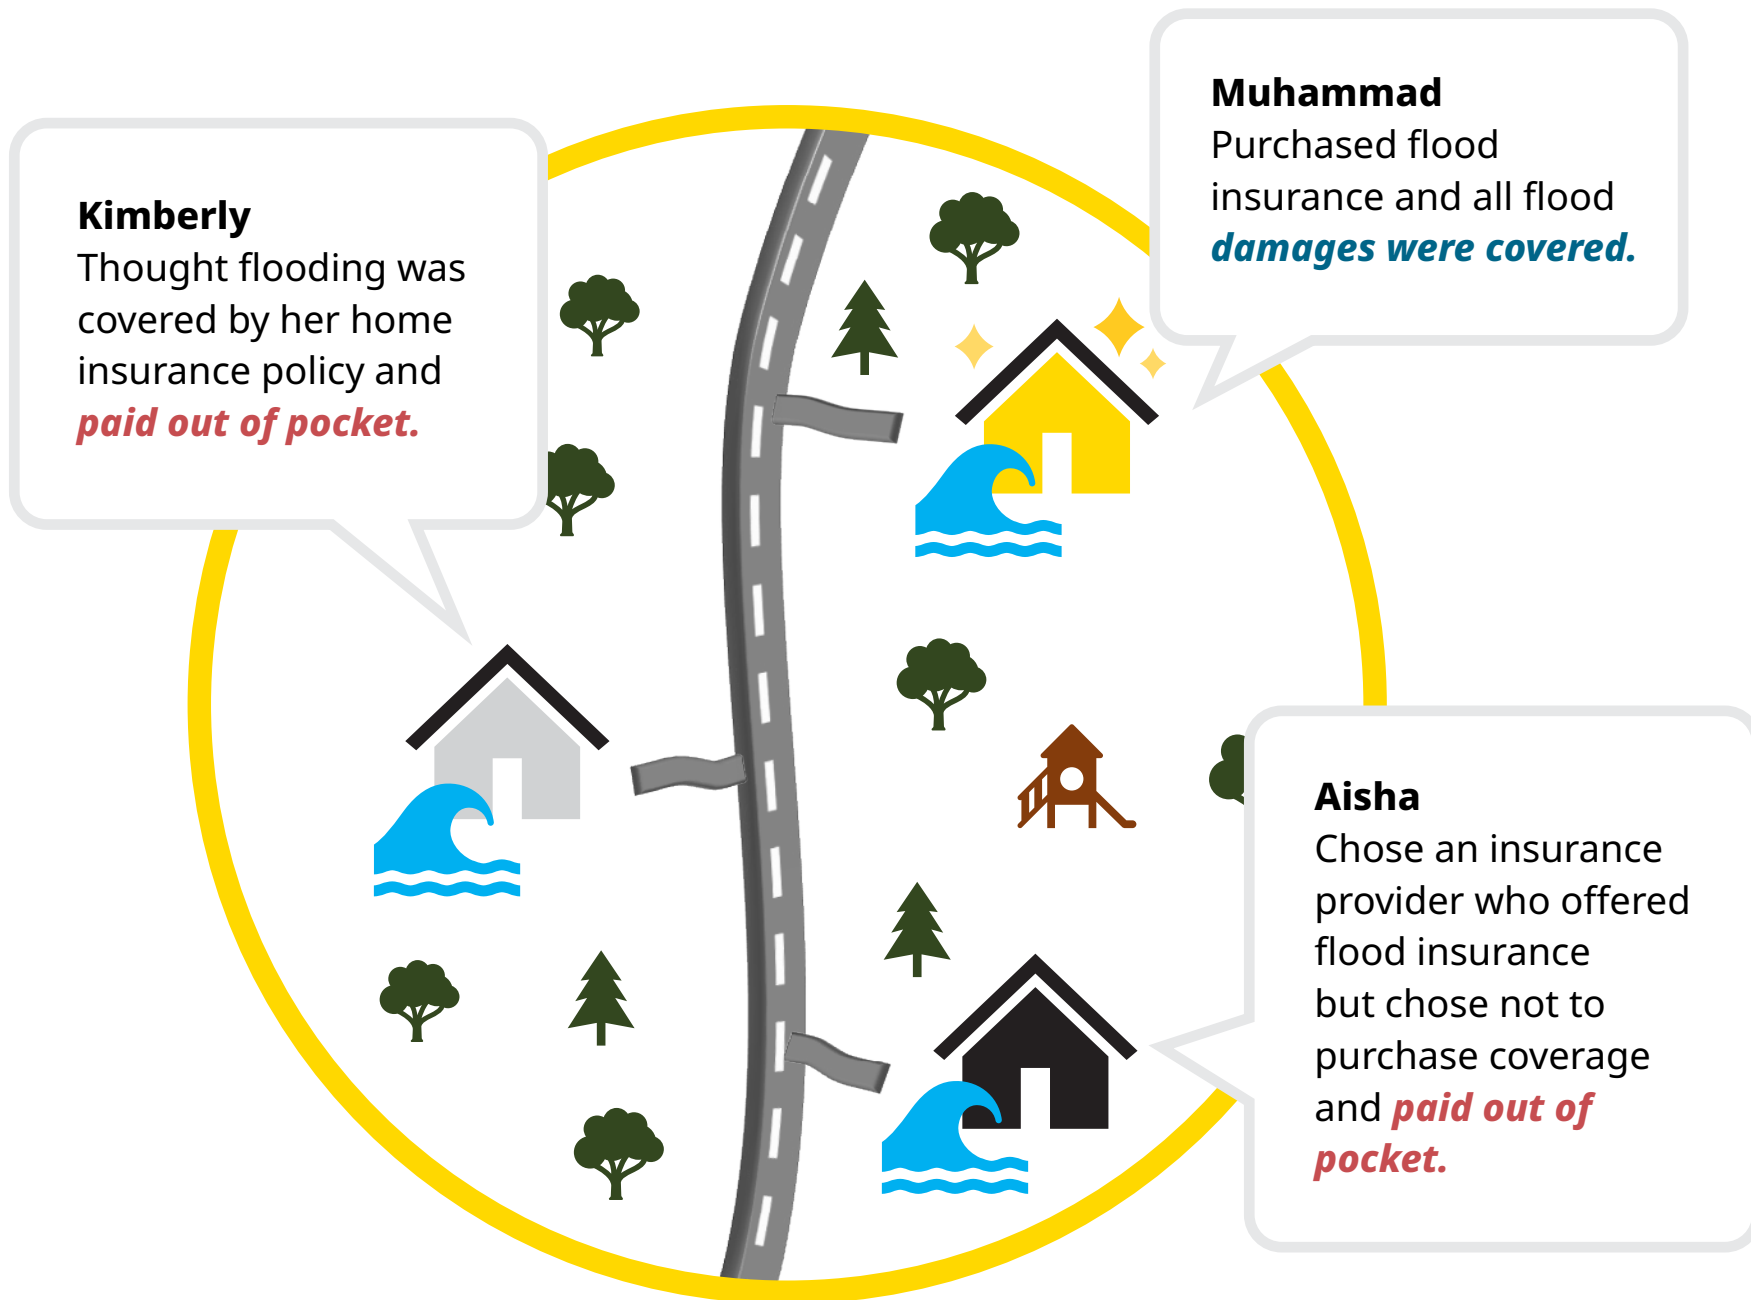 Kimberly
Thought flooding was
covered by her home
insurance policy and
paid out of pocket.
Muhammad
Purchased flood
insurance and all flood
damages were covered.
Aisha
Chose an insurance
provider who offered
flood insurance
but chose not to
purchase coverage
and paid out of
pocket.